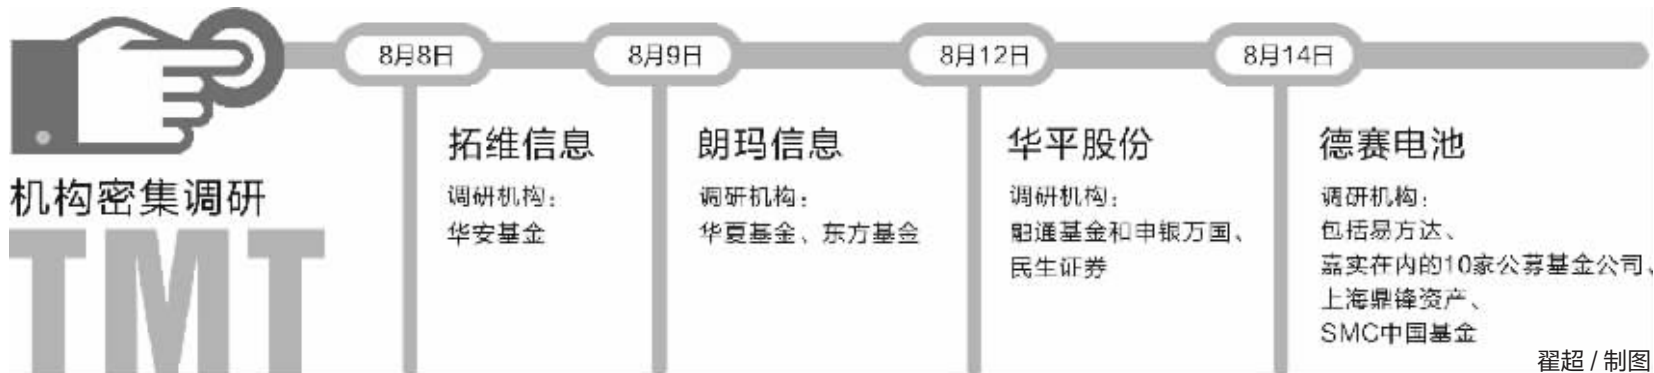 机构密集调研
TMT
8月8日
拓维信息
调研机构：
华安基金
8月9日
朗玛信息
调研机构：
华夏基金、东方基金
8月12日
华平股份
调研机构：
融通基金和申银万国、
民生证券
8月14日
德赛电池
调研机构：
包括易方达、
嘉实在内的10家公募基金公司、
上海鼎锋资产、
SMC中国基金
翟超/制图